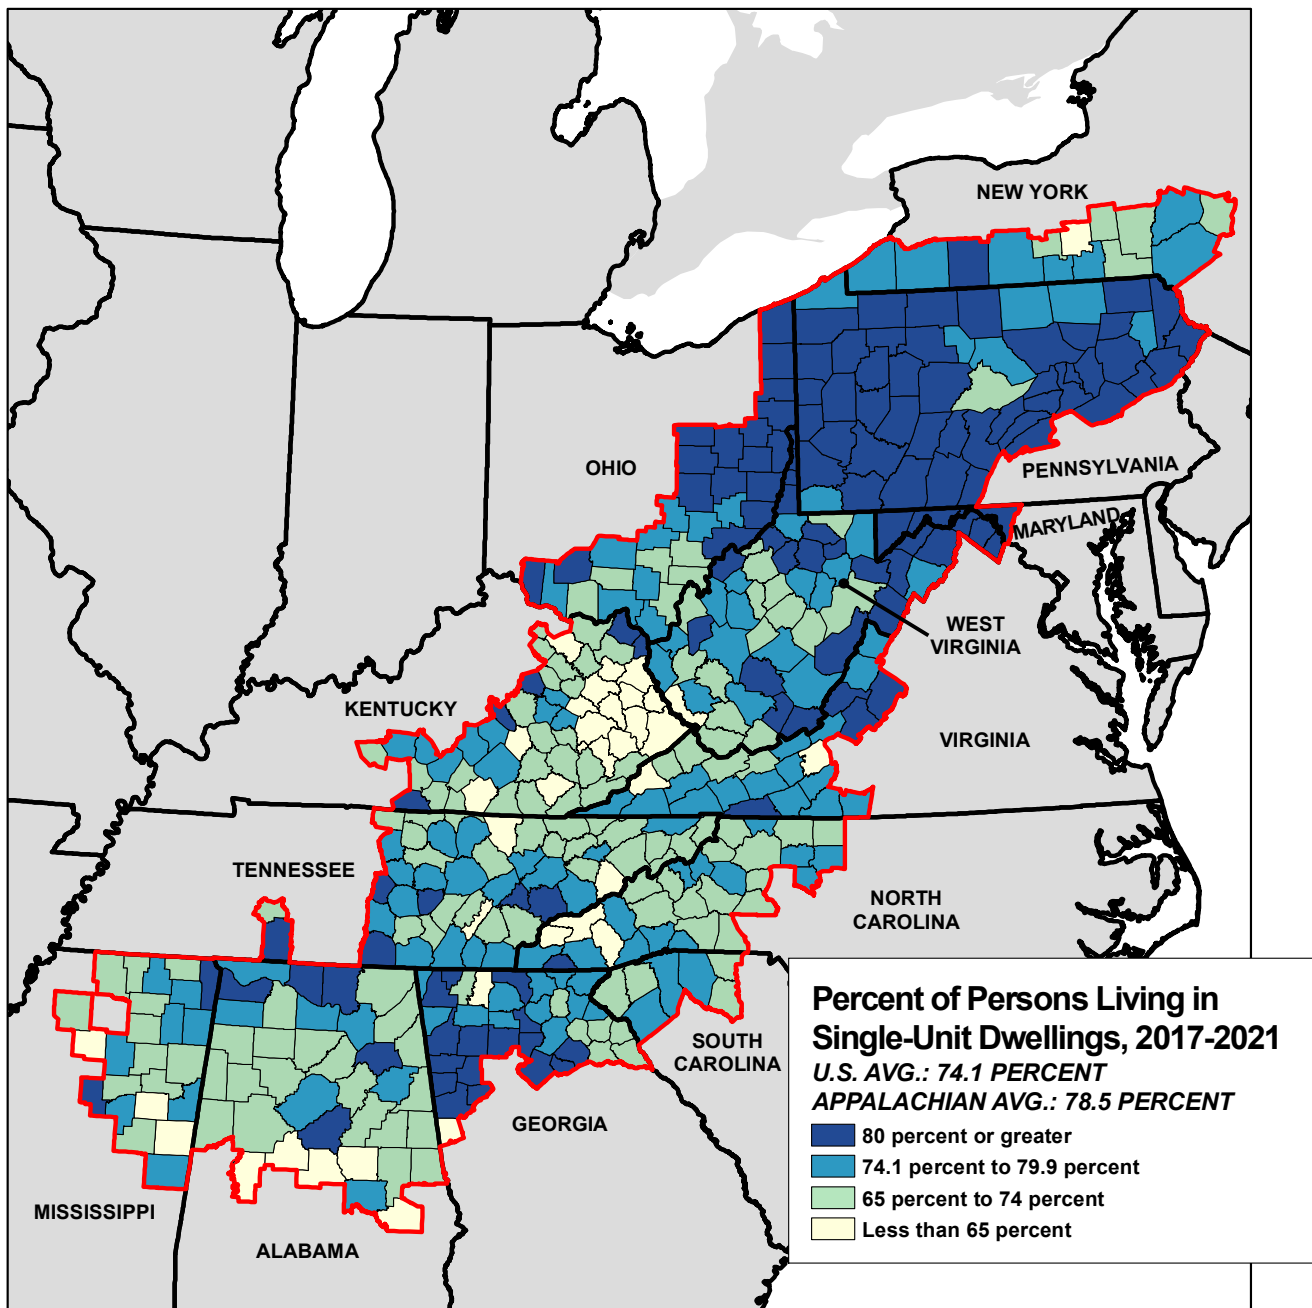 NEW YORK
OHIO
PENNSYLVANIA
MARYLAND
WEST
VIRGINIA
KENTUCKY
VIRGINIA
TENNESSEE
NORTH
CAROLINA
SOUTH
CAROLINA
GEORGIA
MISSISSIPPI
ALABAMA
Percent of Persons Living in
Single-Unit Dwellings, 2017-2021
U.S. AVG.: 74.1 PERCENT
APPALACHIAN AVG.: 78.5 PERCENT
80 percent or greater
74.1 percent to 79.9 percent
65 percent to 74 percent
Less than 65 percent